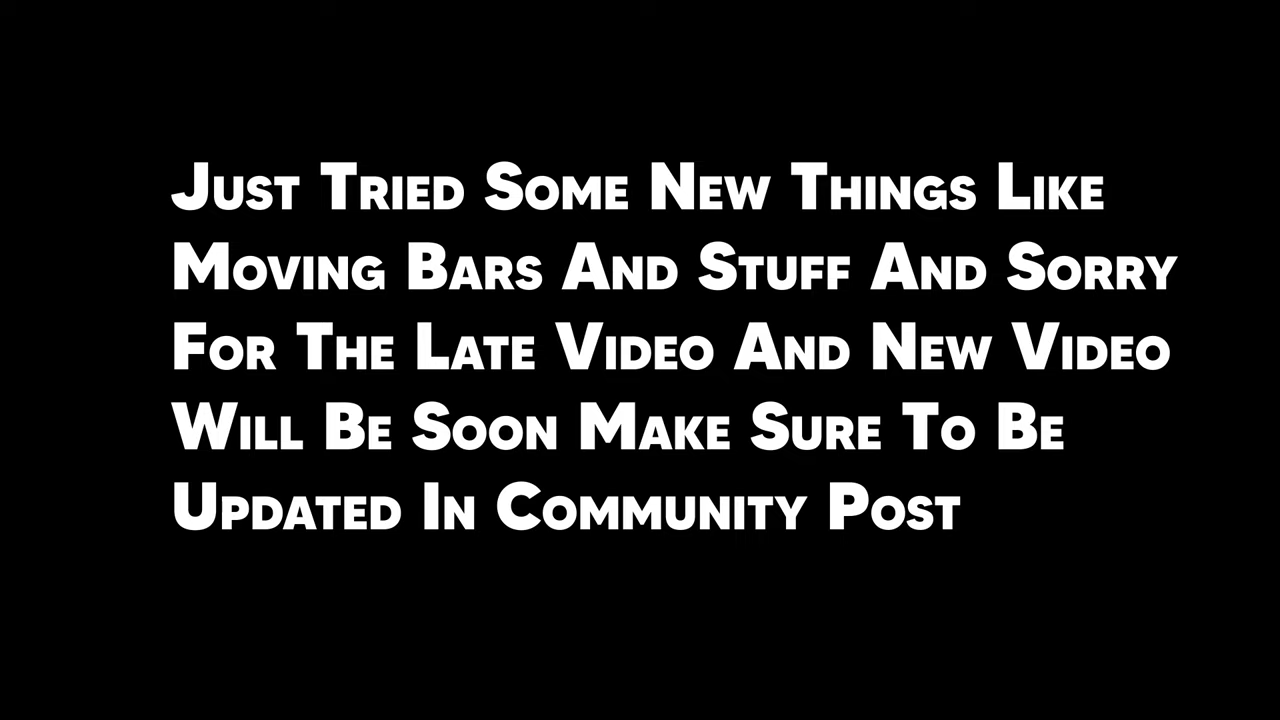 Just Tried Some New Things Like
Moving Bars And Stuff And Sorry
For The Late Video And New Video
Will Be Soon Make Sure To Be
Updated In Community Post